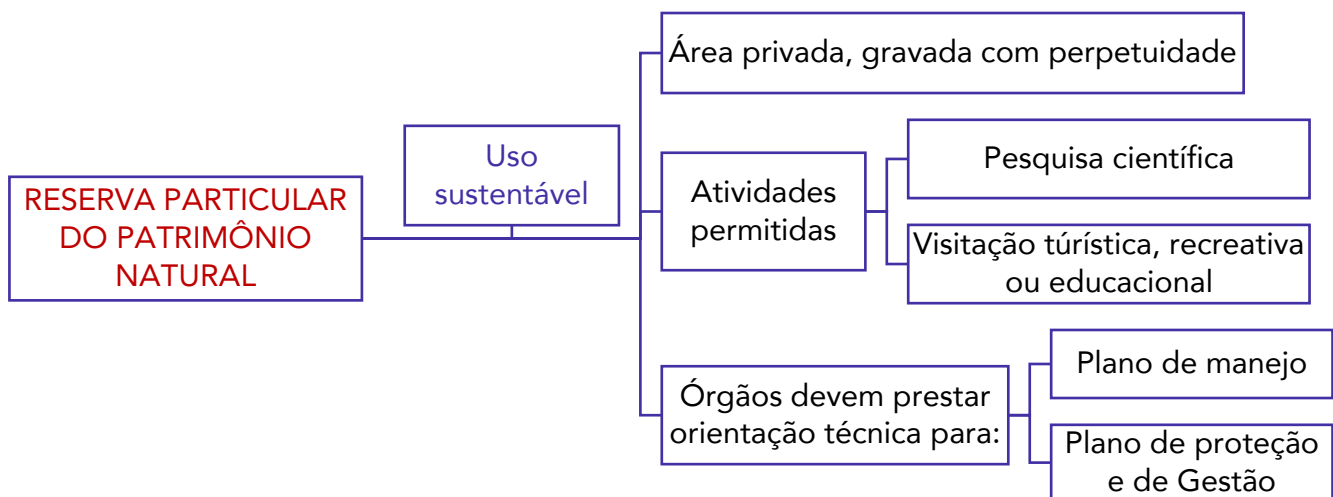 RESERVA PARTICULAR
DO PATRIMÔNIO
NATURAL
Uso
sustentável
Área privada, gravada com perpetuidade
Atividades
permitidas
Pesquisa científica
Visitação túrística, recreativa
ou educacional
Órgãos devem prestar
orientação técnica para:
Plano de manejo
Plano de proteção
e de Gestão